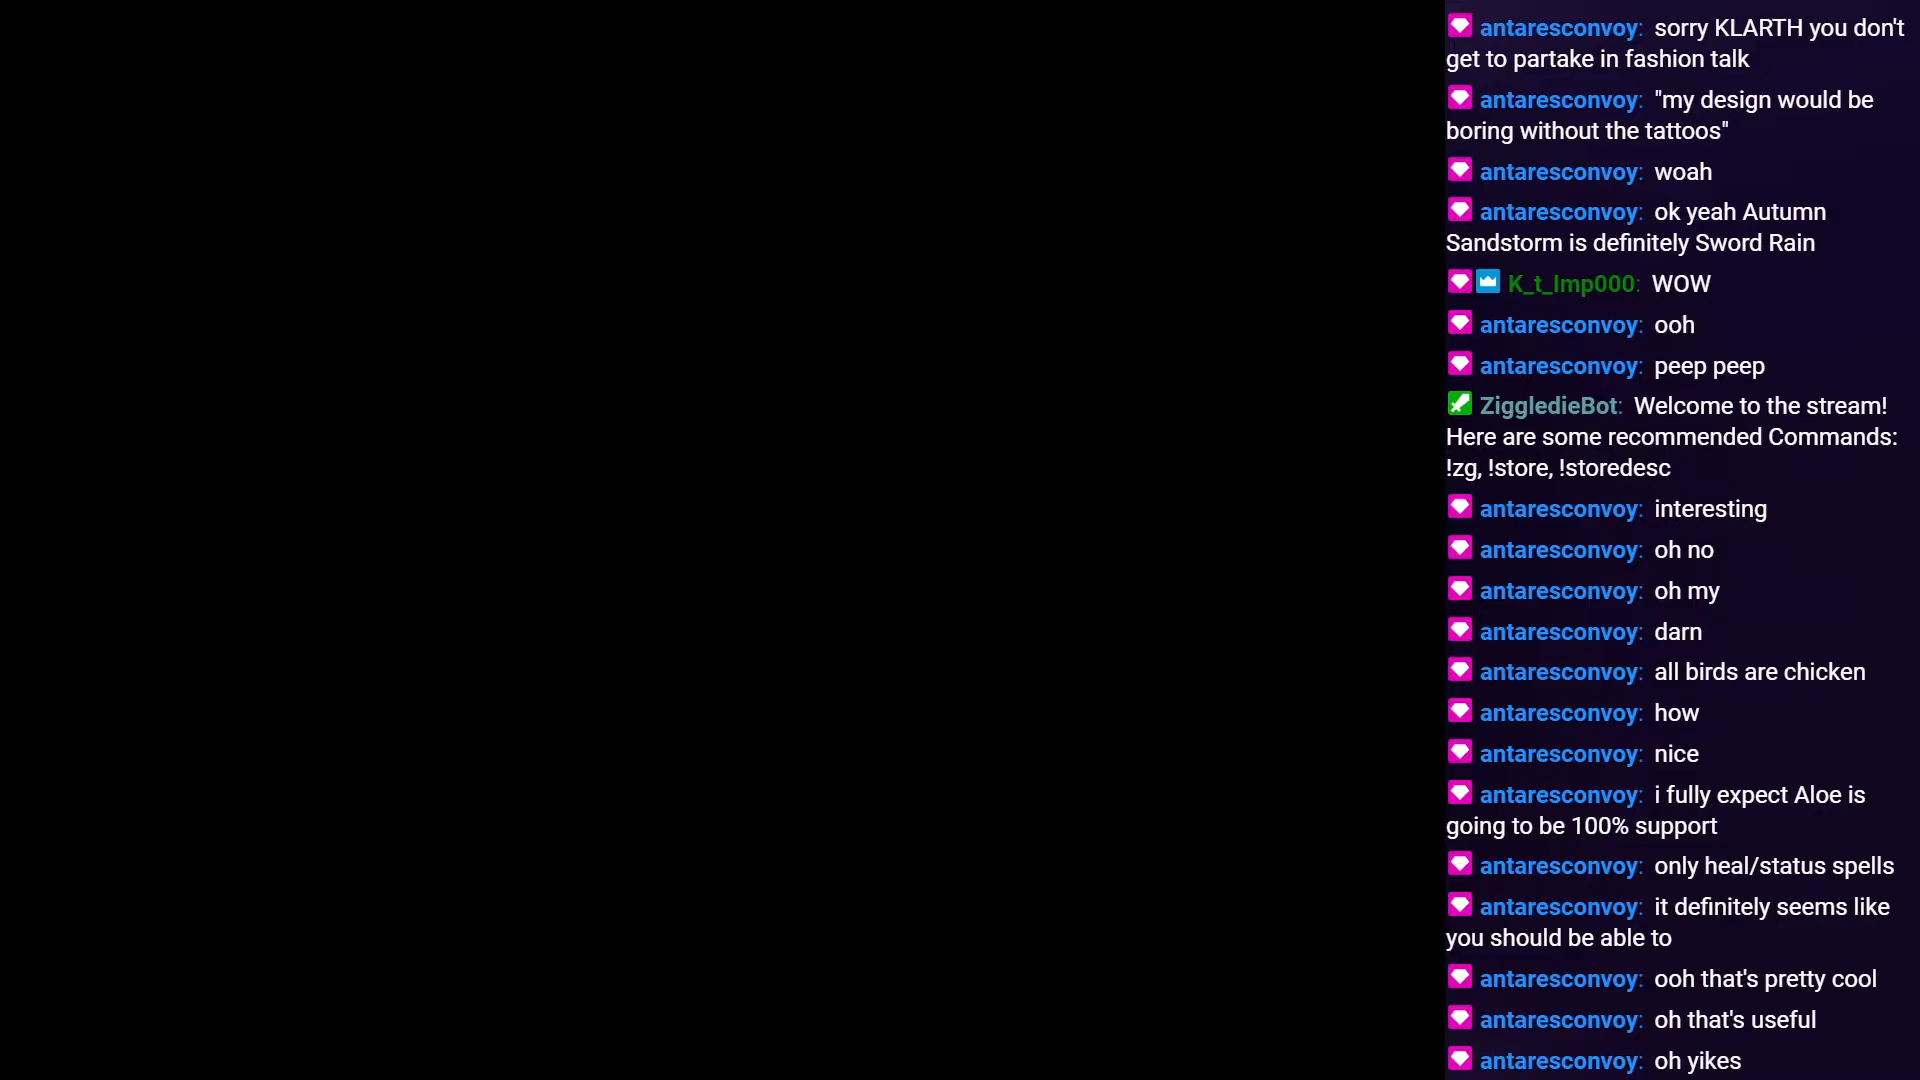 antaresconvoy: sorry KLARTH you don't
get to partake in fashion talk
antaresconvoy: "my design would be
boring without the tattoos"
antaresconvoy: woah
antaresconvoy: ok yeah Autumn
Sandstorm is definitely Sword Rain
K_t_Imp000: WOW
antaresconvoy: ooh
antaresconvoy: peep peep
ZiggledieBot: Welcome to the stream!
Here are some recommended Commands:
!zg, !store, !storedesc
antaresconvoy: interesting
antaresconvoy: oh no
antaresconvoy: oh my
antaresconvoy: darn
antaresconvoy: all birds are chicken
antaresconvoy: how
antaresconvoy: nice
antaresconvoy: i fully expect Aloe is
going to be 100% support
antaresconvoy: only heal/status spells
antaresconvoy: it definitely seems like
you should be able to
antaresconvoy: ooh that's pretty cool
antaresconvoy: oh that's useful
antaresconvoy: oh yikes